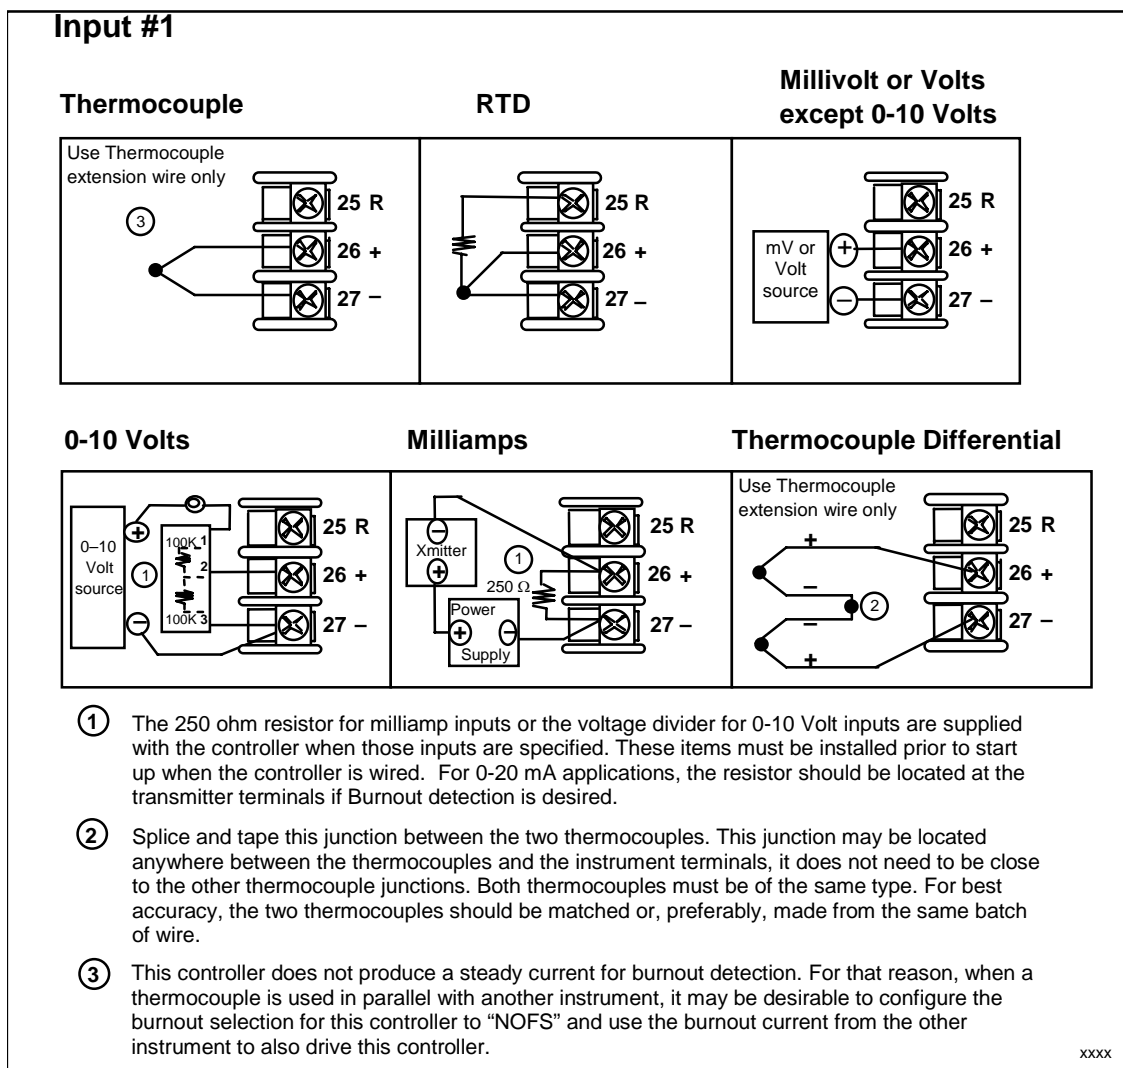 Input #1
Thermocouple
RTD
Millivolt or Volts
except 0-10 Volts
Use Thermocouple
extension wire only
3
25 R
26 +
27 –
25 R
26 +
27 –
mV or
Volt
source
+
–
25 R
26 +
27 –
0-10 Volts
Milliamps
Thermocouple Differential
0–10
Volt
source
+
–
1
100K 1
2
100K 3
25 R
26 +
27 –
–
Xmitter
+
1
250 Ω
Power
+ –
Supply
25 R
26 +
27 –
Use Thermocouple
extension wire only
+
–
2
–
+
25 R
26 +
27 –
1 The 250 ohm resistor for milliamp inputs or the voltage divider for 0-10 Volt inputs are supplied
with the controller when those inputs are specified. These items must be installed prior to start
up when the controller is wired. For 0-20 mA applications, the resistor should be located at the
transmitter terminals if Burnout detection is desired.
2 Splice and tape this junction between the two thermocouples. This junction may be located
anywhere between the thermocouples and the instrument terminals, it does not need to be close
to the other thermocouple junctions. Both thermocouples must be of the same type. For best
accuracy, the two thermocouples should be matched or, preferably, made from the same batch
of wire.
3 This controller does not produce a steady current for burnout detection. For that reason, when a
thermocouple is used in parallel with another instrument, it may be desirable to configure the
burnout selection for this controller to “NOFS” and use the burnout current from the other
instrument to also drive this controller.
xxxx